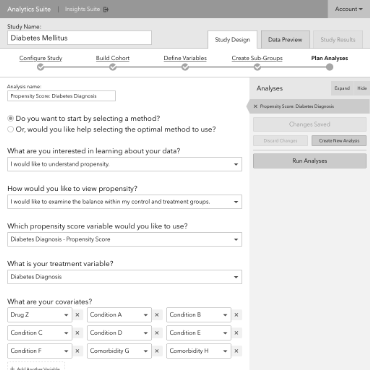 Analytics Suite | Insights Suite
Account
Study Name:
Diabetes Mellitus
Study Design
Data Preview
Study Results
Configure Study
Build Cohort
Define Variables
Create Sub-Groups
Plan Analyses
Analysis name:
Propensity Score: Diabetes Diagnosis
Do you want to start by selecting a method?
Or, would you like help selecting the optimal method to use?
What are you interested in learning about your data?
I would like to understand propensity.
How would you like to view propensity?
I would like to examine the balance within my control and treatment groups.
Which propensity score variable would you like to use?
Diabetes Diagnosis - Propensity Score
What is your treatment variable?
Diabetes Diagnosis
What are your covariates?
Drug Z
Condition A
Condition B
Condition C
Condition D
Condition E
Condition F
Comorbidity G
Comorbidity H
+ Add Another Variable
Analyses
Expand
Hide
× Propensity Score: Diabetes Diagnosis
Changes Saved
Discard Changes
Create New Analysis
Run Analyses